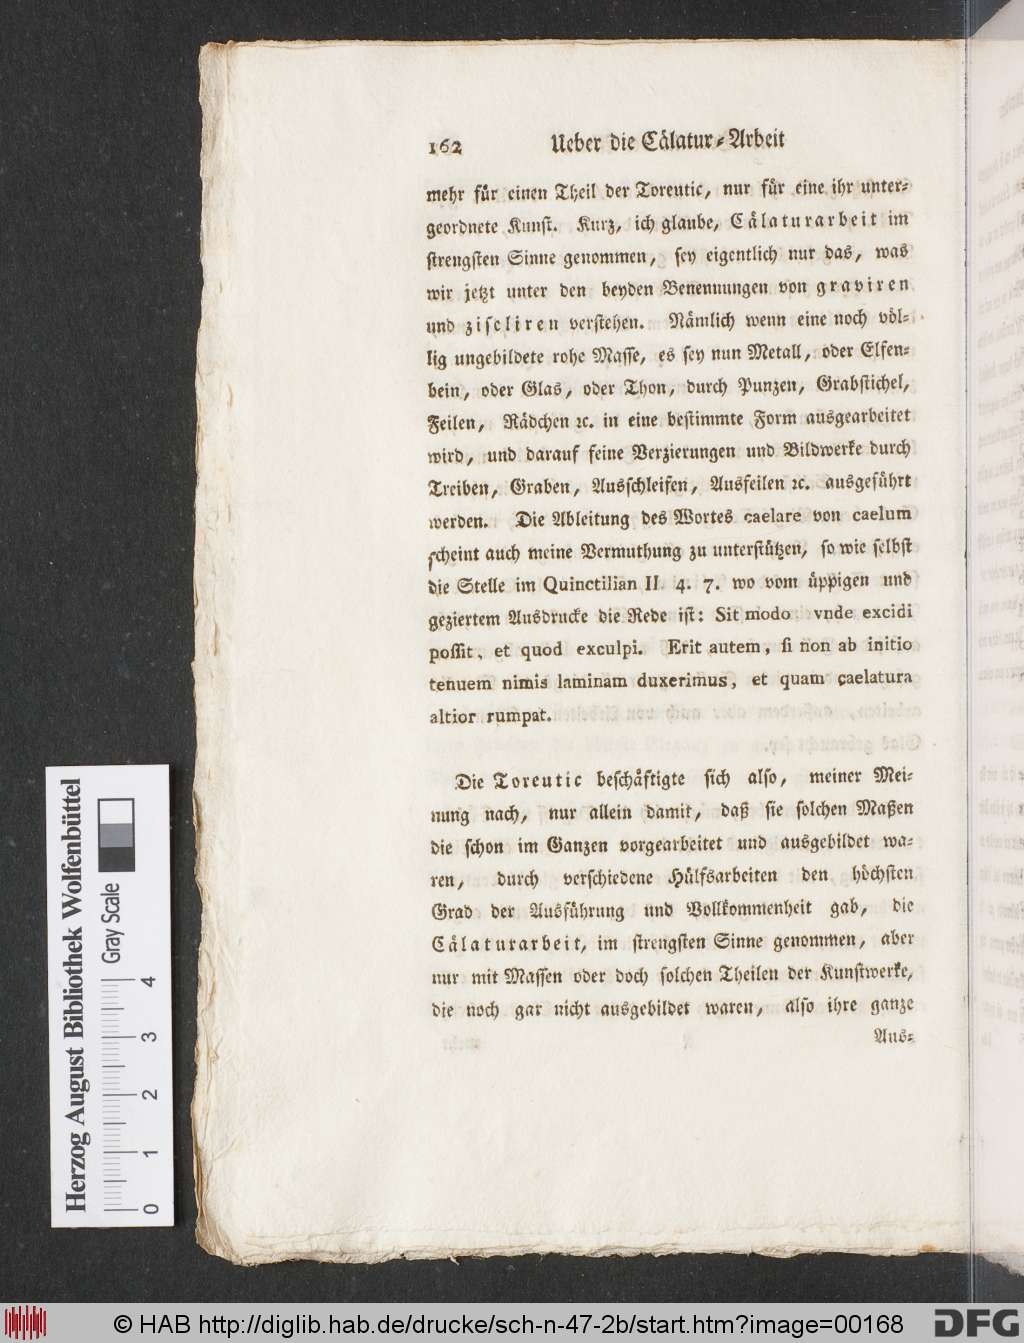 162 Ueber die Cälatur-Arbeit
mehr für einen Theil der Toreutic, nur für eine ihr unter-
geordnete Kunst. Kurz, ich glaube, Cälaturarbeit im
strengsten Sinne genommen, sey eigentlich nur das, was
wir jetzt unter den beyden Benennungen von graviren
und ziseliren verstehen. Nämlich wenn eine noch völ-
lig ungebildete rohe Masse, es sey nun Metall, oder Elfen-
bein, oder Glas, oder Thon, durch Punzen, Grabstichel,
Feilen, Rädchen ꝛc. in eine bestimmte Form ausgearbeitet
wird, und darauf feine Verzierungen und Bildwerke durch
Treiben, Graben, Ausschleifen, Ausfeilen ꝛc. ausgeführt
werden. Die Ableitung des Wortes caelare von caelum
scheint auch meine Vermuthung zu unterstützen, so wie selbst
die Stelle im Quinctilian II. 4. 7. wo vom üppigen und
geziertem Ausdrucke die Rede ist: Sit modo vnde excidi
possit, et quod exculpi. Erit autem, si non ab initio
tenuem nimis laminam duxerimus, et quam caelatura
altior rumpat.
Die Toreutic beschäftigte sich also, meiner Mei-
nung nach, nur allein damit, daß sie solchen Maßen
die schon im Ganzen vorgearbeitet und ausgebildet wa-
ren, durch verschiedene Hülfsarbeiten den höchsten
Grad der Ausführung und Vollkommenheit gab, die
Cälaturarbeit, im strengsten Sinne genommen, aber
nur mit Massen oder doch solchen Theilen der Kunstwerke,
die noch gar nicht ausgebildet waren, also ihre ganze
Aus-
Herzog August Bibliothek Wolfenbüttel
Gray Scale
0 1 2 3 4
© HAB http://diglib.hab.de/drucke/sch-n-47-2b/start.htm?image=00168
DFG